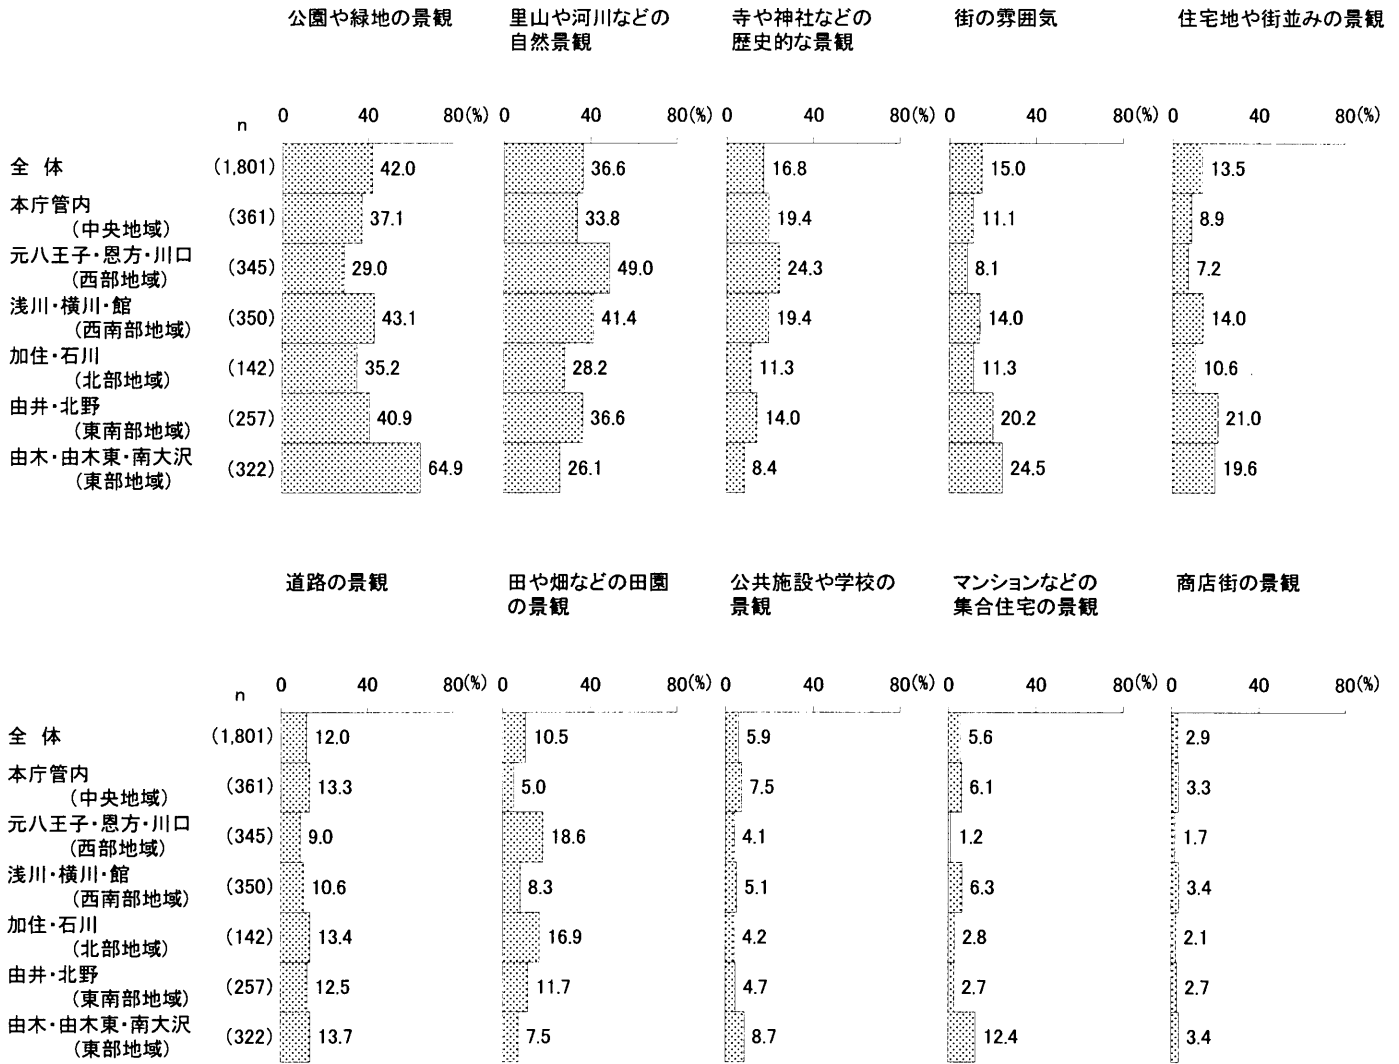 公園や緑地の景観
里山や河川などの
自然景観
寺や神社などの
歴史的な景観
街の雰囲気
住宅地や街並みの景観
n
0 40 80(%) 0 40 80(%) 0 40 80(%) 0 40 80(%) 0 40 80(%)
全 体 (1,801) 42.0 36.6 16.8 15.0 13.5
本庁管内
(中央地域) (361) 37.1 33.8 19.4 11.1 8.9
元八王子・恩方・川口
(西部地域) (345) 29.0 49.0 24.3 8.1 7.2
浅川・横川・館
(西南部地域) (350) 43.1 41.4 19.4 14.0 14.0
加住・石川
(北部地域) (142) 35.2 28.2 11.3 11.3 10.6
由井・北野
(東南部地域) (257) 40.9 36.6 14.0 20.2 21.0
由木・由木東・南大沢
(東部地域) (322) 64.9 26.1 8.4 24.5 19.6
道路の景観
田や畑などの田園
の景観
公共施設や学校の
景観
マンションなどの
集合住宅の景観
商店街の景観
n
0 40 80(%) 0 40 80(%) 0 40 80(%) 0 40 80(%) 0 40 80(%)
全 体 (1,801) 12.0 10.5 5.9 5.6 2.9
本庁管内
(中央地域) (361) 13.3 5.0 7.5 6.1 3.3
元八王子・恩方・川口
(西部地域) (345) 9.0 18.6 4.1 1.2 1.7
浅川・横川・館
(西南部地域) (350) 10.6 8.3 5.1 6.3 3.4
加住・石川
(北部地域) (142) 13.4 16.9 4.2 2.8 2.1
由井・北野
(東南部地域) (257) 12.5 11.7 4.7 2.7 2.7
由木・由木東・南大沢
(東部地域) (322) 13.7 7.5 8.7 12.4 3.4